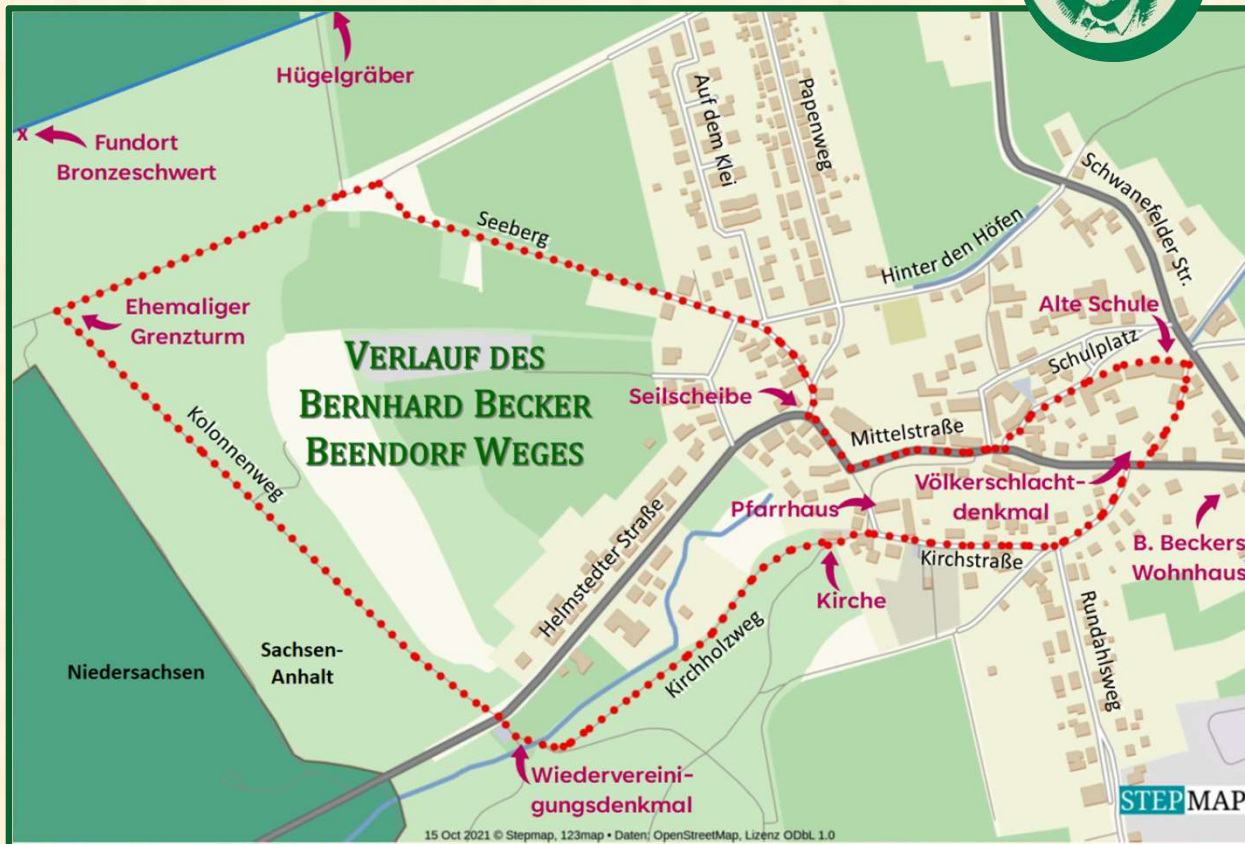 Hügelgräber
x
Fundort
Bronzeschwert
Auf dem Klei
Papenweg
Schwanefelder Str.
Seeberg
Hinter den Höfen
Ehemaliger
Grenzturm
Alte Schule
Schulplatz
VERLAUF DES
BERNHARD BECKER
BEENDORF WEGES
Seilscheibe
Mittelstraße
Kolonnenweg
Völkerschlacht-
denkmal
Pfarrhaus
Helmstedter Straße
B. Beckers
Wohnhaus
Kirchstraße
Kirche
Kirchholzweg
Rundahlsweg
Niedersachsen
Sachsen-
Anhalt
Wiedervereini-
gungsdenkmal
STEPMAP
15 Oct 2021 © Stepmap, 123map • Daten: OpenStreetMap, Lizenz ODbL 1.0